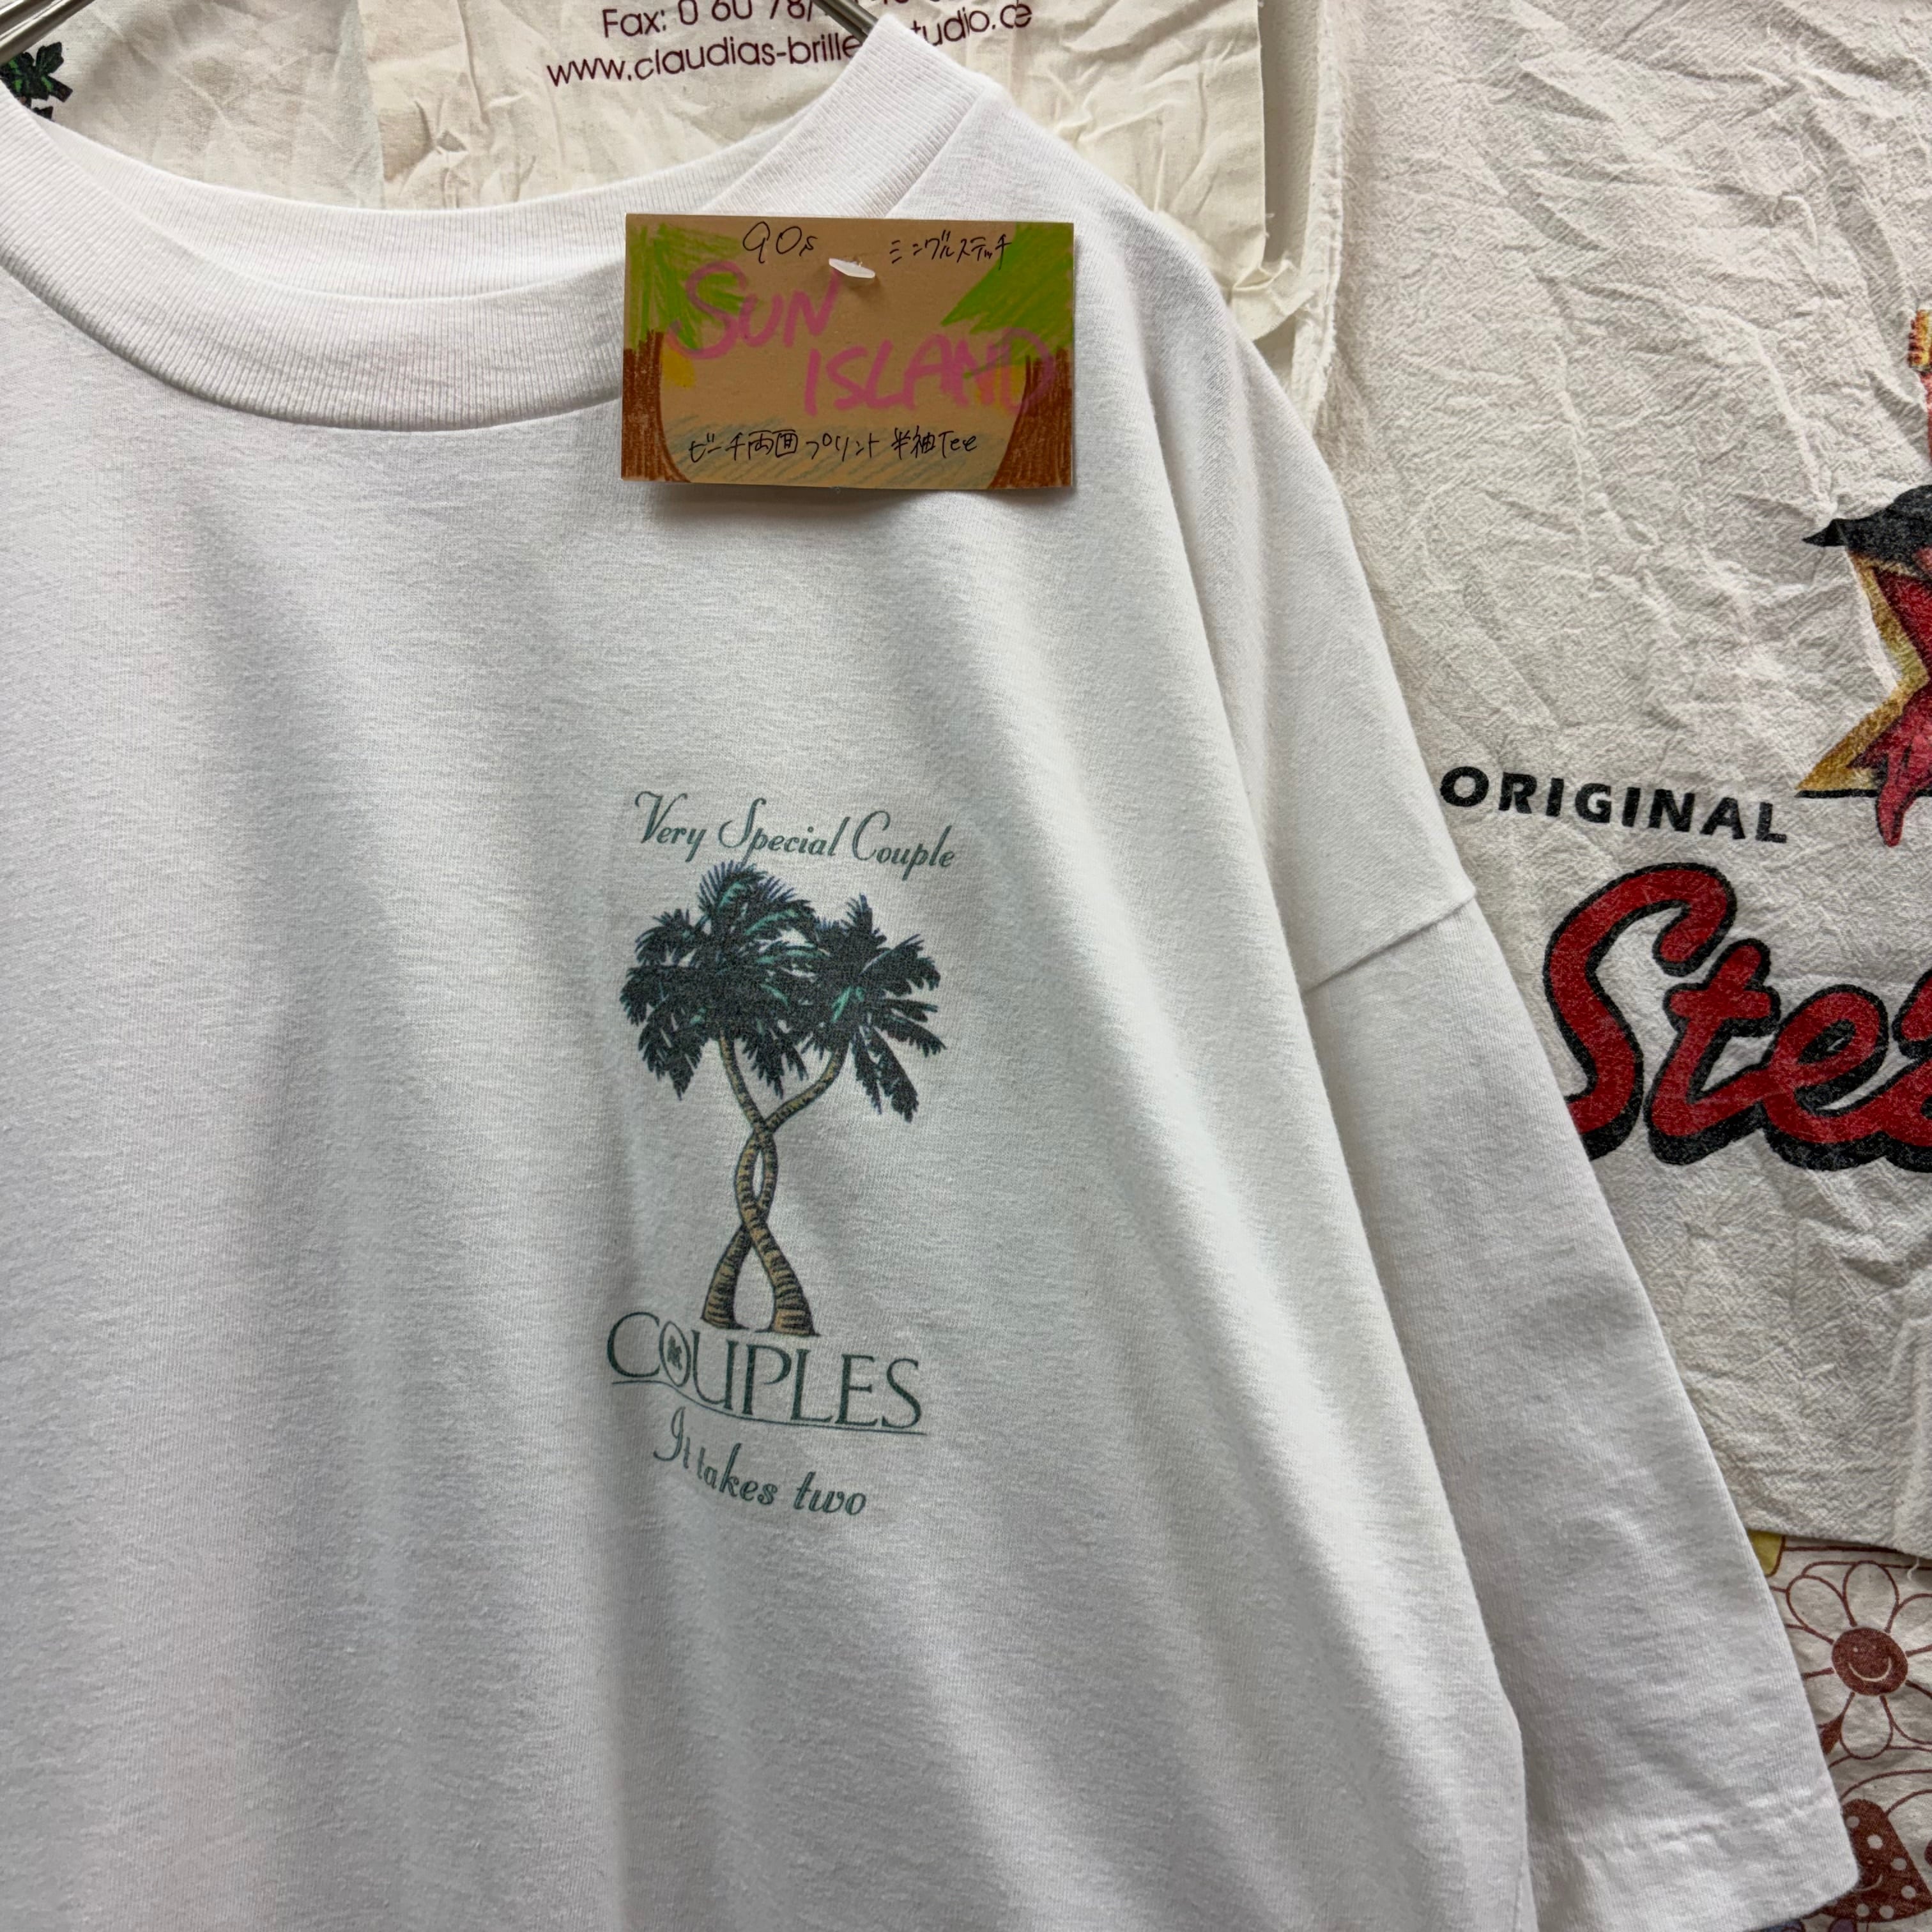 Fax: 0 60 78/
www.claudias-brille
tudio.de
90s シングルステッチ
SUN
ISLAND
ビーチ両面プリント 半袖Tee
Very Special Couple
COUPLES
It takes two
ORIGINAL